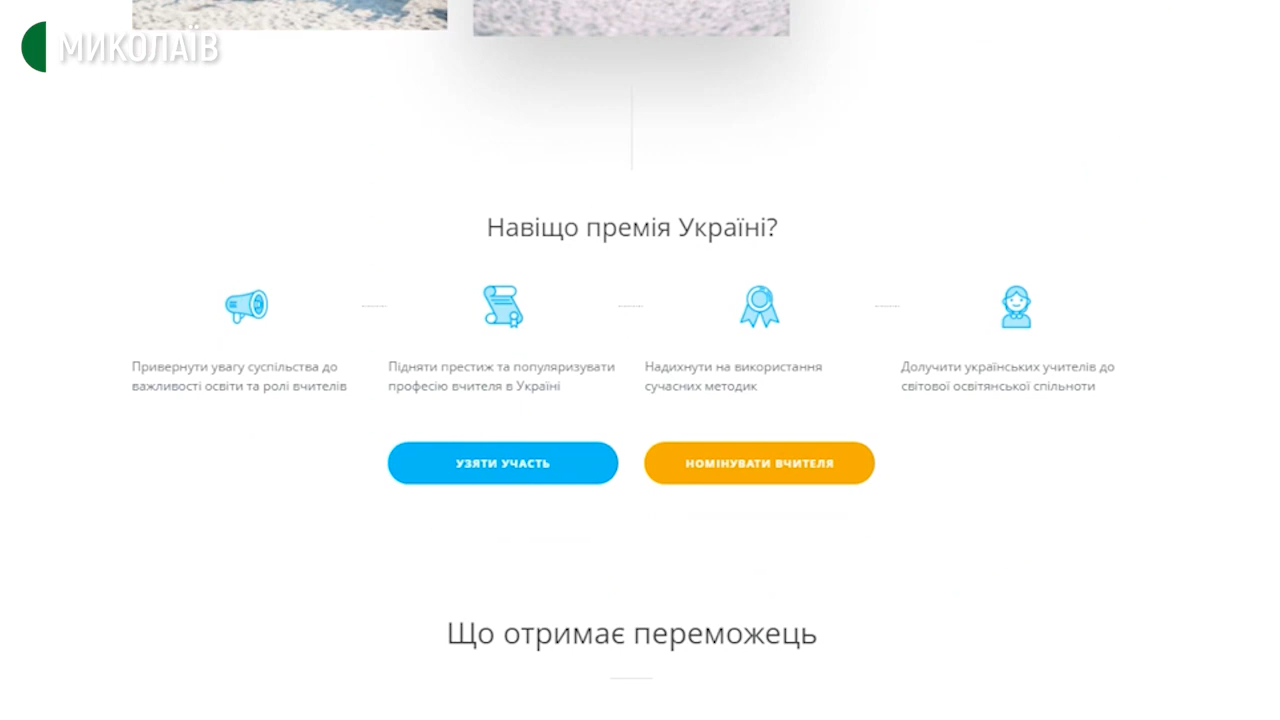 МИКОЛАЇВ
Навіщо премія Україні?
Привернути увагу суспільства до
важливості освіти та ролі вчителів
Підняти престиж та популяризувати
професію вчителя в Україні
Надихнути на використання
сучасних методик
Долучити українських учителів до
світової освітянської спільноти
УЗЯТИ УЧАСТЬ
НОМІНУВАТИ ВЧИТЕЛЯ
Що отримає переможець